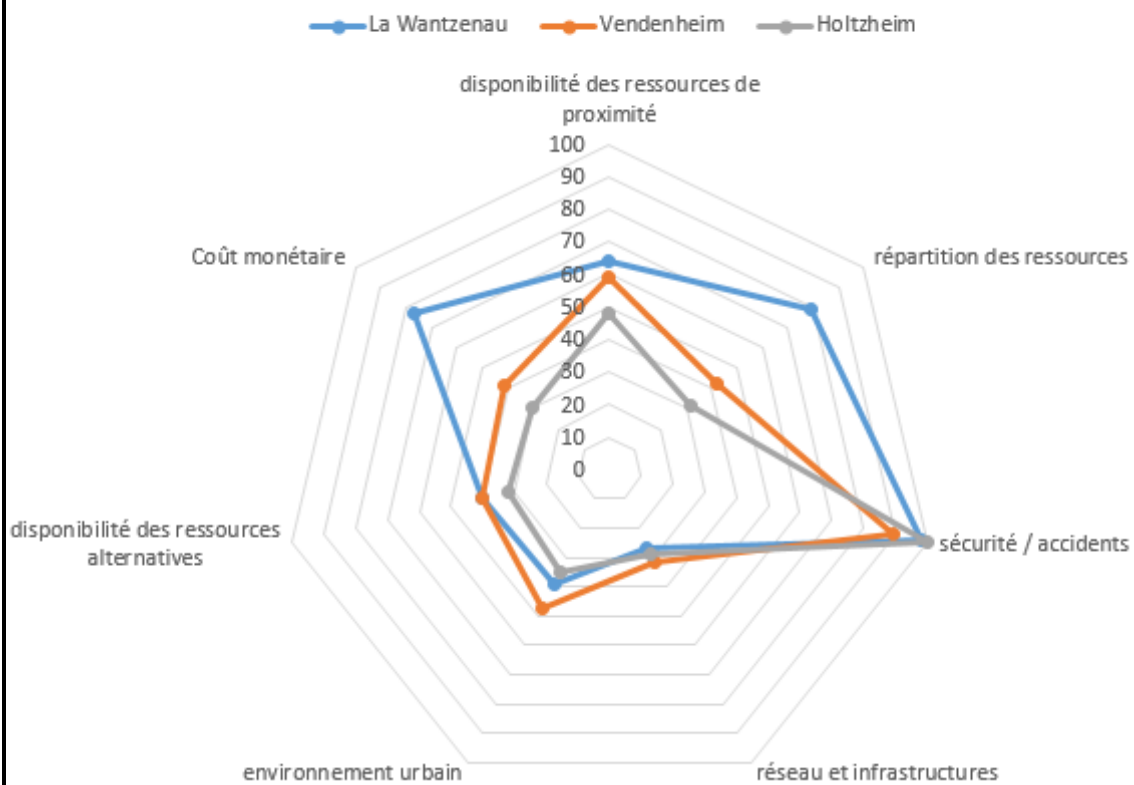 La Wantzenau Vendenheim Holtzheim
disponibilité des ressources de
proximité
100
90
80
70
60
50
40
30
20
10
0
Coût monétaire
répartition des ressources
disponibilité des ressources
alternatives
sécurité / accidents
environnement urbain
réseau et infrastructures